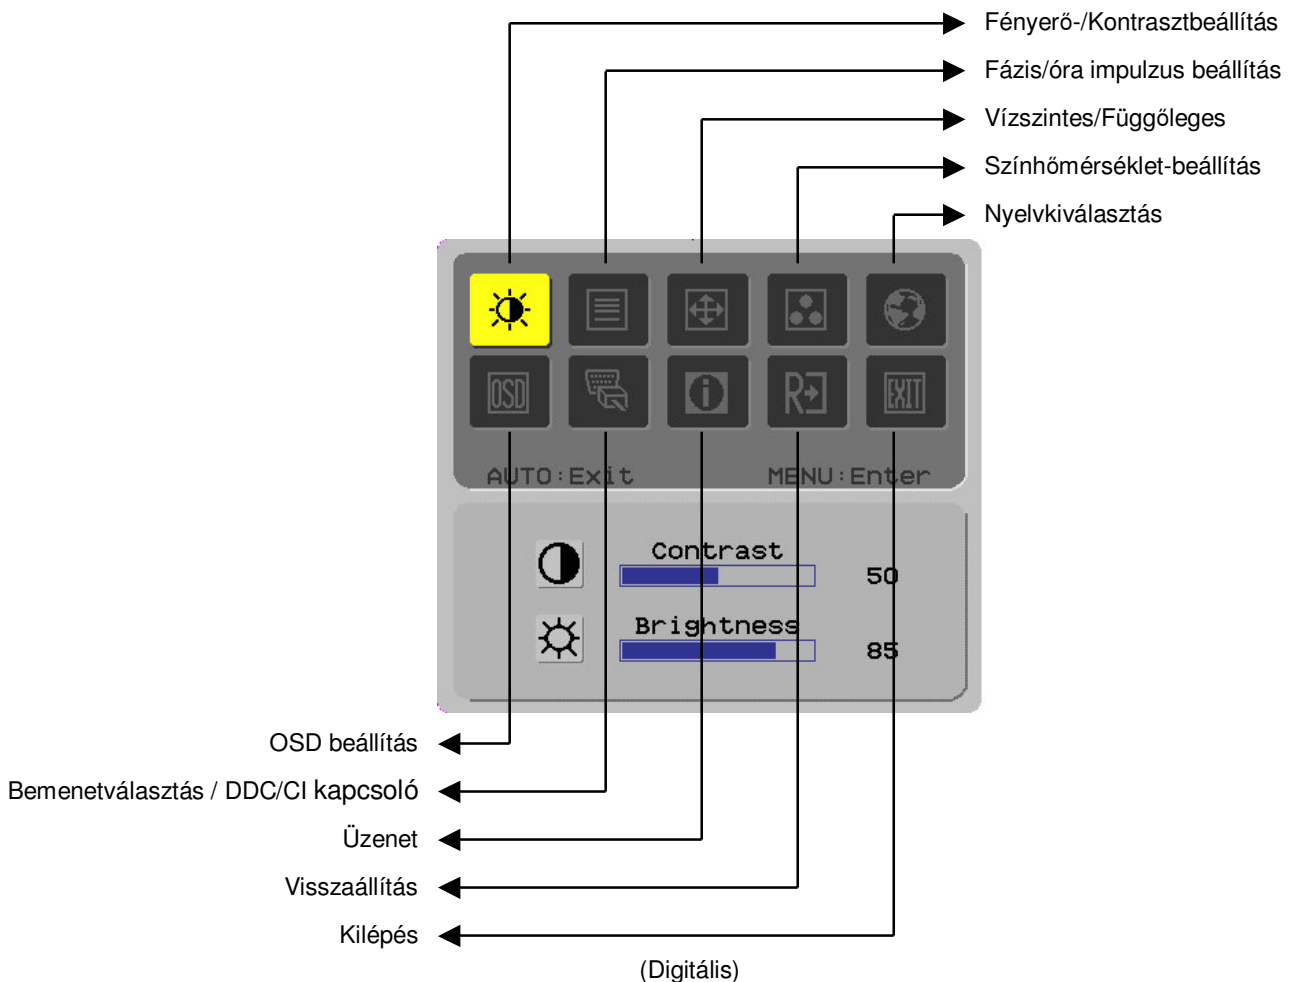 Fényerő-/Kontrasztbeállítás
Fázis/óra impulzus beállítás
Vízszintes/Függőleges
Színhőmérséklet-beállítás
Nyelvkiválasztás
OSD
R
EXIT
AUTO:Exit MENU:Enter
Contrast
50
Brightness
85
OSD beállítás
Bemenetválasztás / DDC/CI kapcsoló
Üzenet
Visszaállítás
Kilépés
(Digitális)